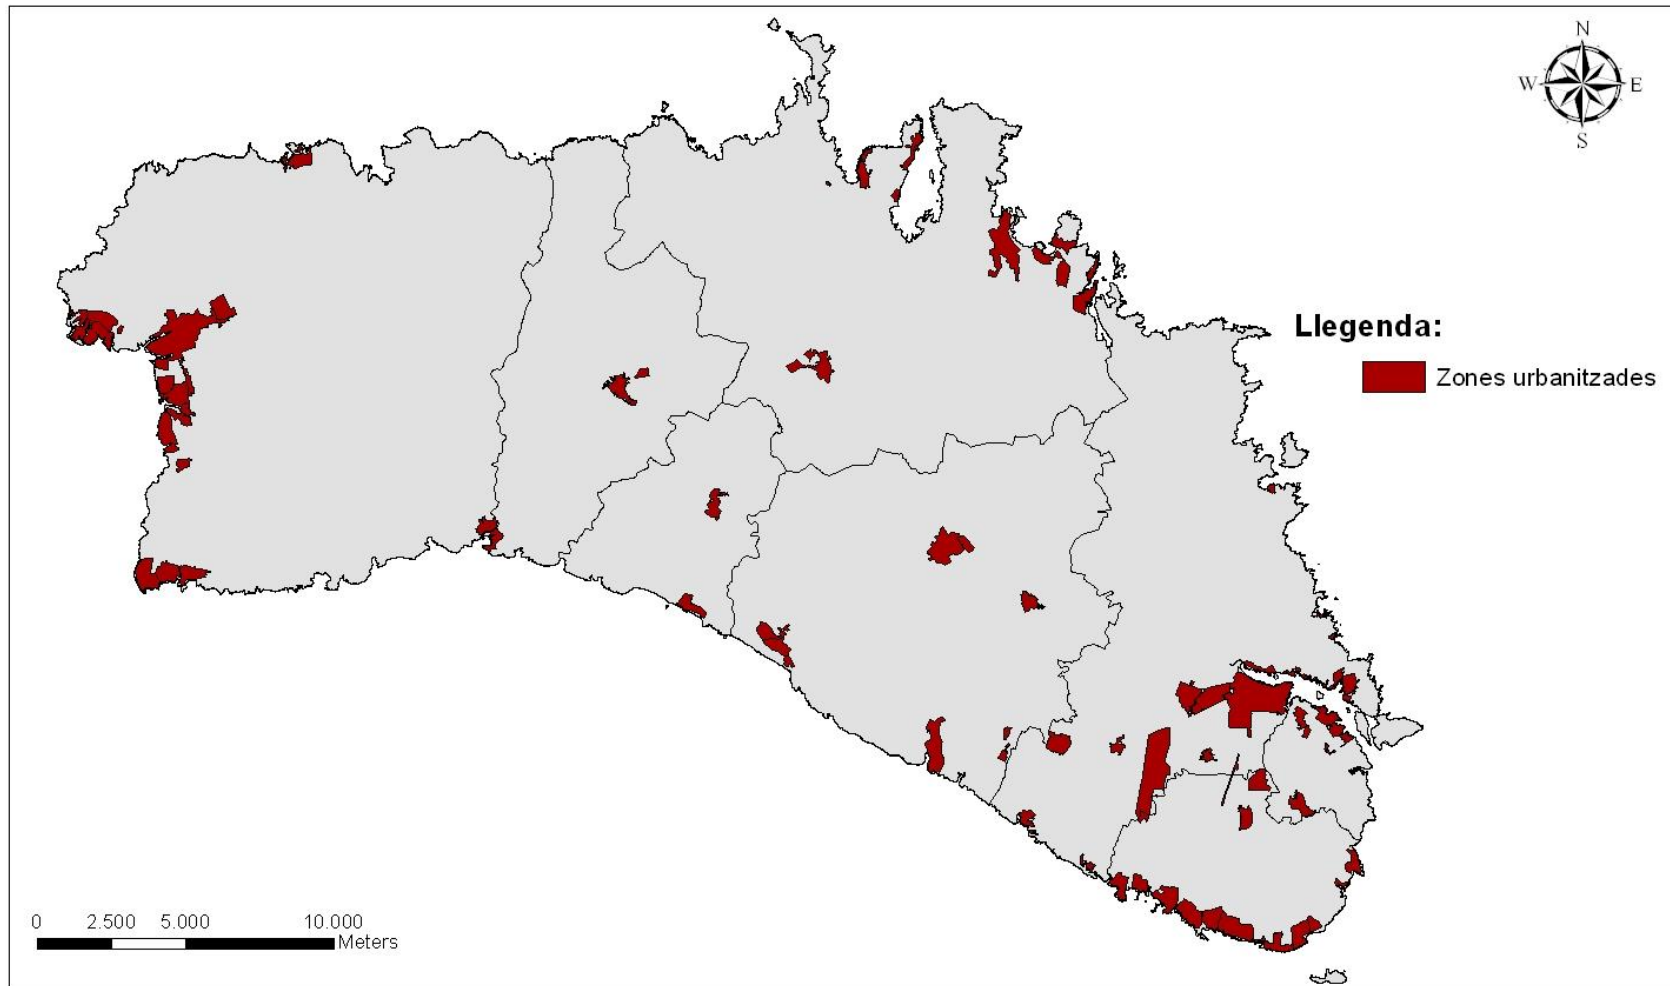 N
W E
S
Llegenda:
Zones urbanitzades
0 2.500 5.000 10.000
Meters